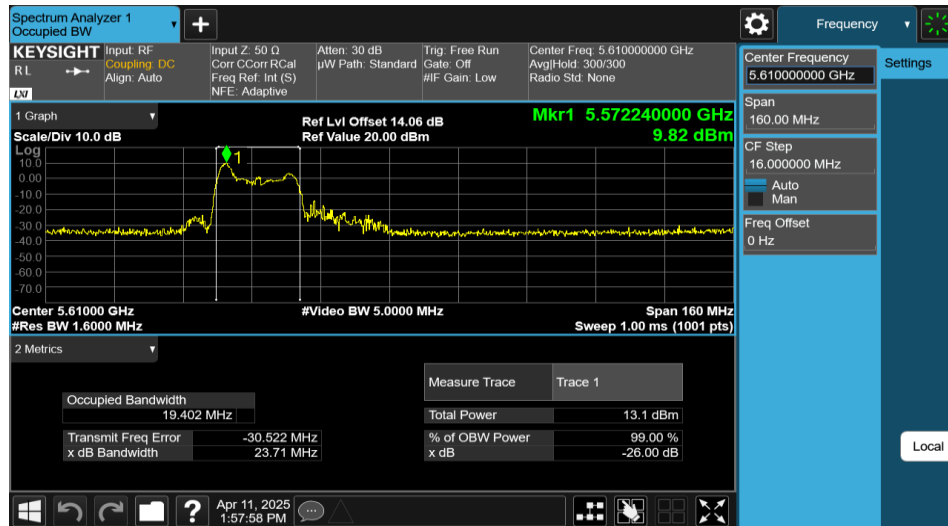 Spectrum Analyzer 1
Occupied BW
+
Frequency
KEYSIGHT
R L
LXI
Input: RF
Coupling: DC
Align: Auto
Input Z: 50 Ω
Corr CCorr RCal
Freq Ref: Int (S)
NFE: Adaptive
Atten: 30 dB
µW Path: Standard
Trig: Free Run
Gate: Off
#IF Gain: Low
Center Freq: 5.610000000 GHz
Avg|Hold: 300/300
Radio Std: None
Center Frequency
5.610000000 GHz
Settings
Span
160.00 MHz
CF Step
16.000000 MHz
Auto
Man
Freq Offset
0 Hz
Local
1 Graph
Scale/Div 10.0 dB
Ref Lvl Offset 14.06 dB
Ref Value 20.00 dBm
Mkr1 5.572240000 GHz
9.82 dBm
Log
10.0
0.00
-10.0
-20.0
-30.0
-40.0
-50.0
-60.0
-70.0
1
Center 5.61000 GHz
#Res BW 1.6000 MHz
#Video BW 5.0000 MHz
Span 160 MHz
Sweep 1.00 ms (1001 pts)
2 Metrics
Occupied Bandwidth
19.402 MHz
Transmit Freq Error -30.522 MHz
x dB Bandwidth 23.71 MHz
Measure Trace Trace 1
Total Power 13.1 dBm
% of OBW Power 99.00 %
x dB -26.00 dB
?
Apr 11, 2025
1:57:58 PM